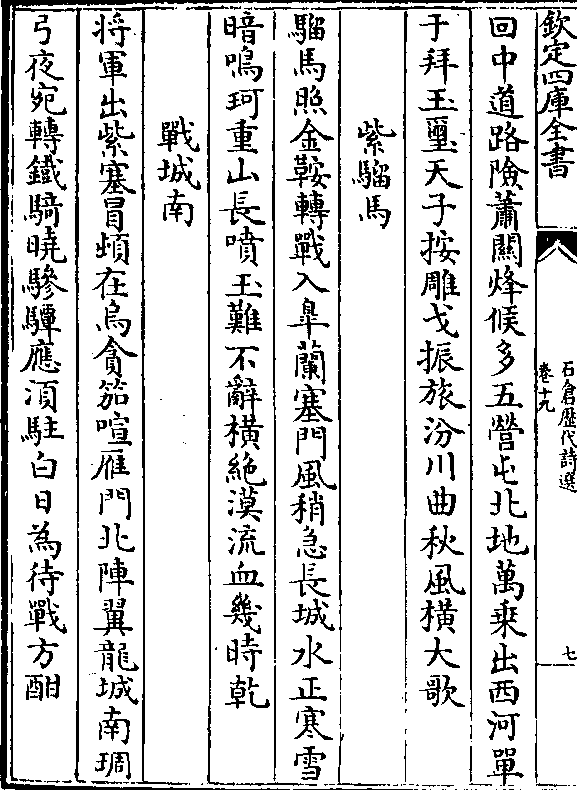 欽定四庫全書
石倉歷代詩選
卷十九
七
回中道路險蕭關烽候多五營屯北地萬乗出西河單
于拜玉璽天子按雕戈振旅汾川曲秋風横大歌
紫騮馬
騮馬照金鞍轉戰入臯蘭塞門風稍急長城水正寒雪
暗鳴珂重山長噴玉難不辭橫絶漠流血幾時乾
戰城南
将軍出紫塞冒頓在烏貪笳喧雁門北陣翼龍城南琱
弓夜宛轉鐵騎曉驂驔應湏駐白日為待戰方酣